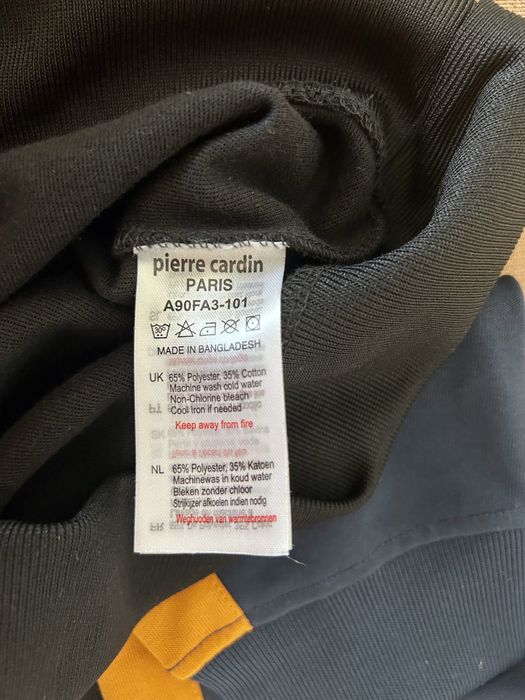 pierre cardin
PARIS
A90FA3-101
30°
MADE IN BANGLADESH
UK 65% Polyester, 35% Cotton
Machine wash cold water
Non-Chlorine bleach
Cool Iron if needed
Keep away from fire
NL 65% Polyester, 35% Katoen
Machinewas in koud water
Bleken zonder chloor
Strijkijzer afkoelen indien nodig
Weghuoden van warmtebronnen